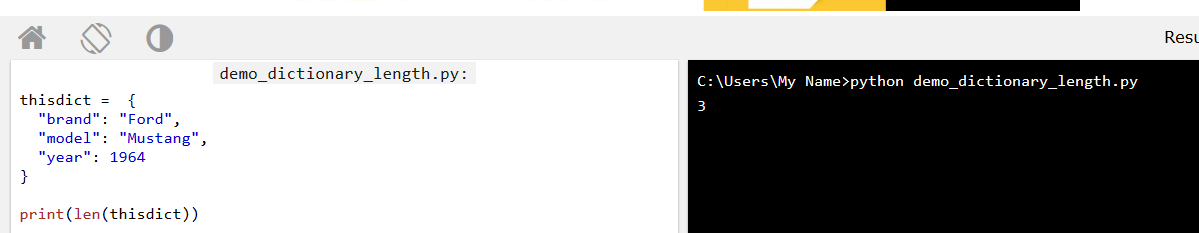 Resu
demo_dictionary_length.py:
thisdict =  {
  "brand": "Ford",
  "model": "Mustang",
  "year": 1964
}
print(len(thisdict))
C:\Users\My Name>python demo_dictionary_length.py
3